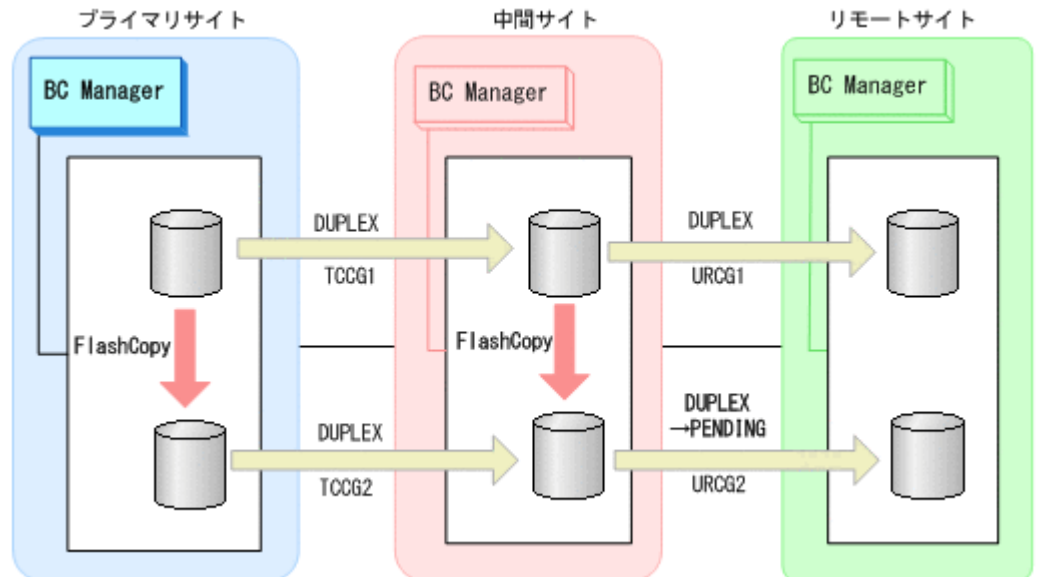 プライマリサイト
中間サイト
リモートサイト
BC Manager
BC Manager
BC Manager
DUPLEX
TCCG1
DUPLEX
URCG1
FlashCopy
FlashCopy
DUPLEX
TCCG2
DUPLEX
→PENDING
URCG2